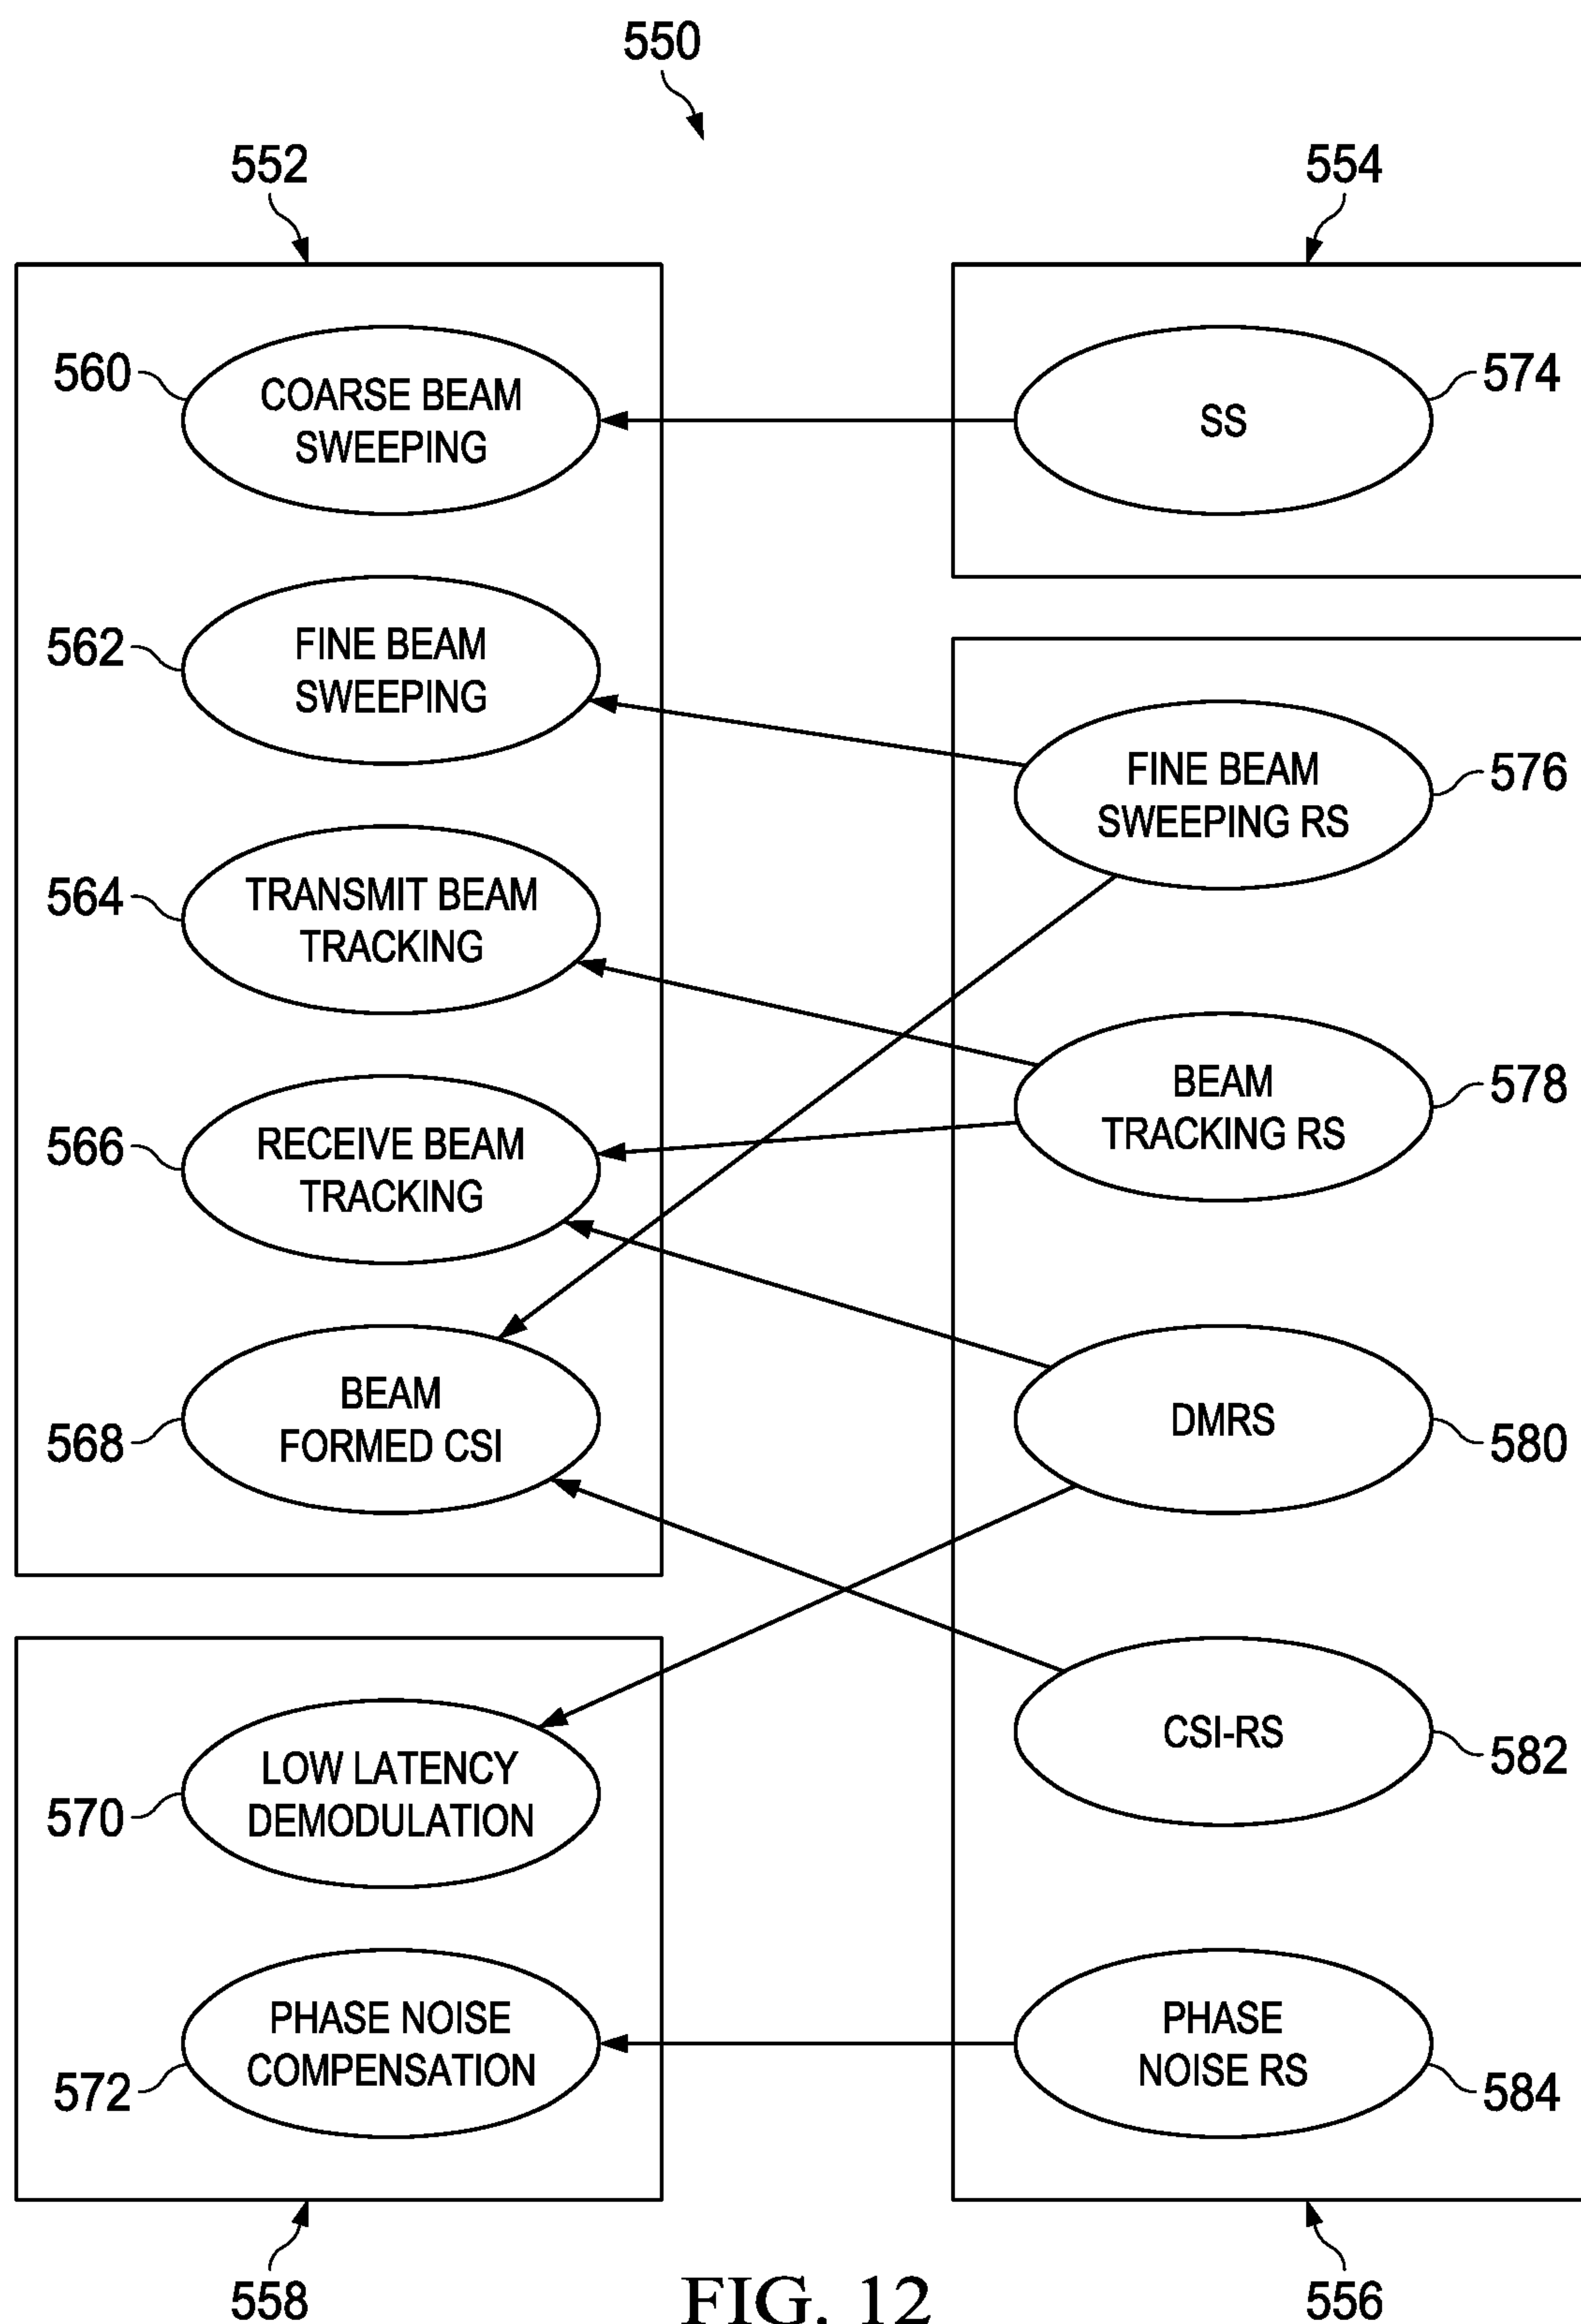 550
552
554
560
COARSE BEAM
SWEEPING
SS
574
562
FINE BEAM
SWEEPING
FINE BEAM
SWEEPING RS
576
564
TRANSMIT BEAM
TRACKING
BEAM
TRACKING RS
578
566
RECEIVE BEAM
TRACKING
568
BEAM
FORMED CSI
DMRS
580
CSI-RS
582
570
LOW LATENCY
DEMODULATION
572
PHASE NOISE
COMPENSATION
PHASE
NOISE RS
584
558
556
FIG. 12